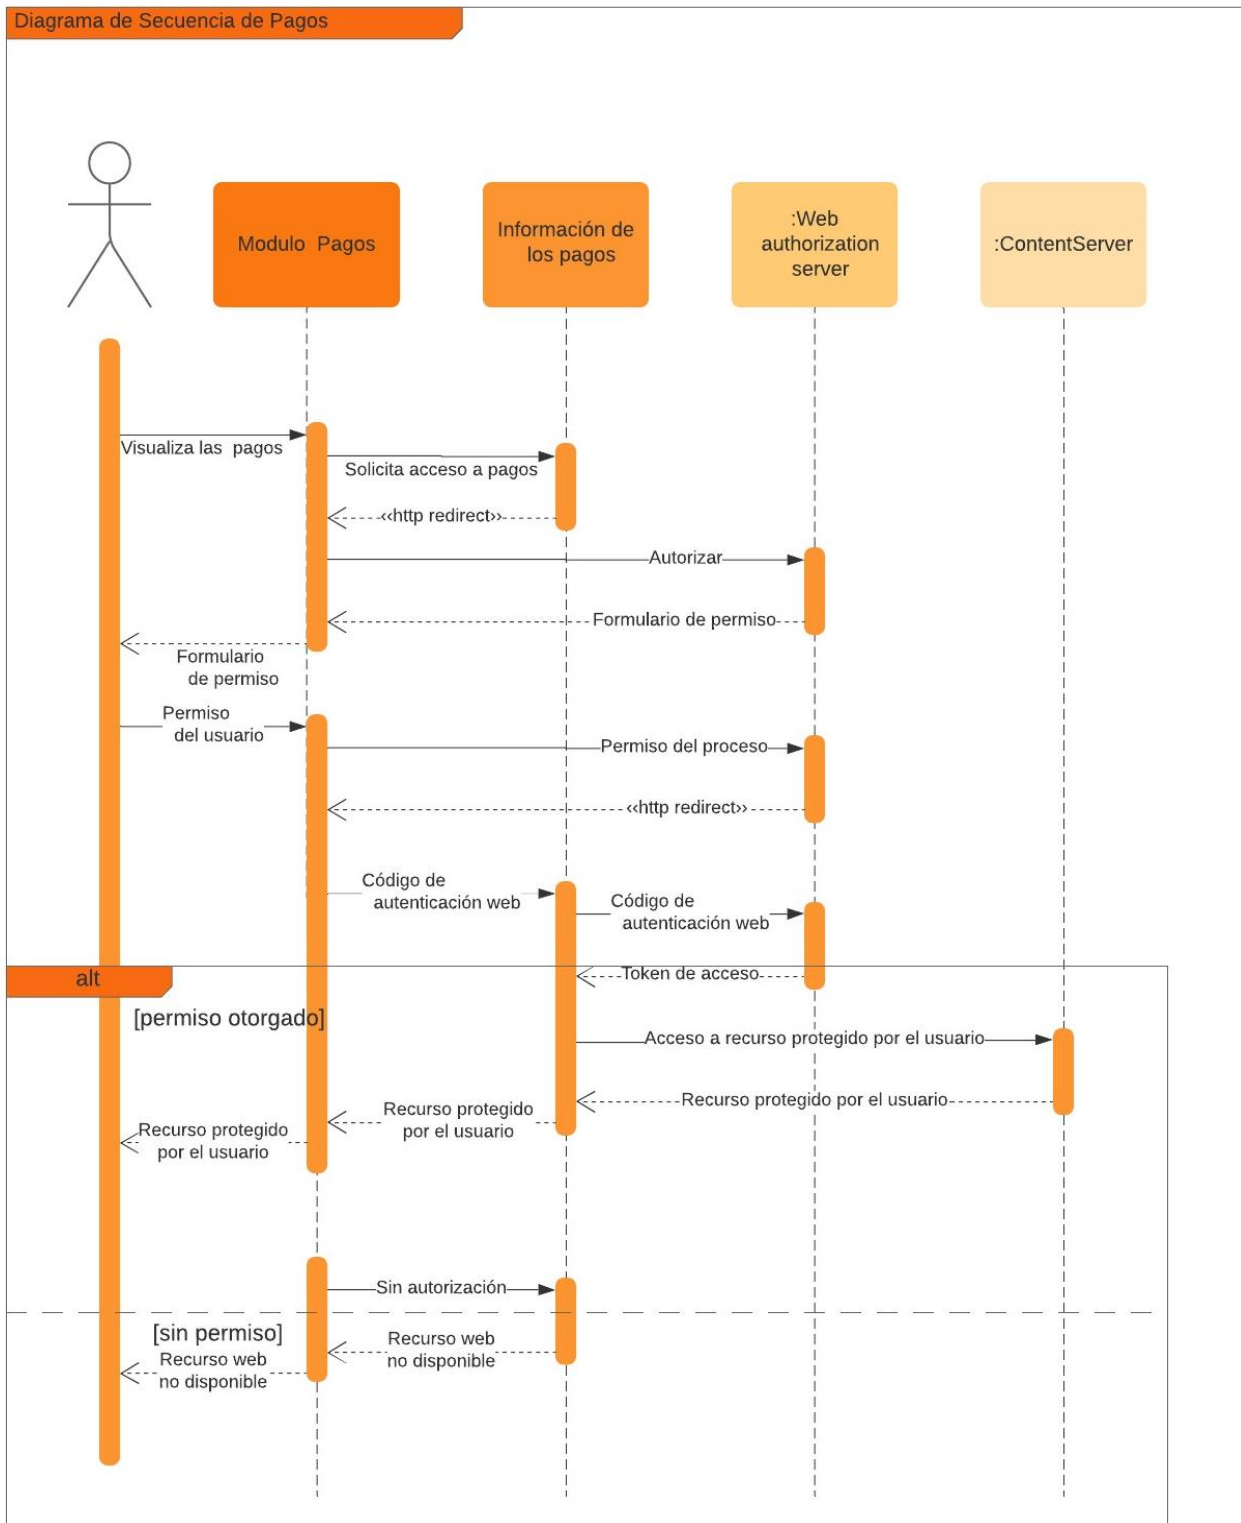 Diagrama de Secuencia de Pagos
Modulo Pagos
Información de
los pagos
:Web
authorization
server
:ContentServer
Visualiza las pagos
Solicita acceso a pagos
‹‹http redirect››
Autorizar
Formulario de permiso
Formulario
de permiso
Permiso
del usuario
Permiso del proceso
‹‹http redirect››
Código de
autenticación web
Código de
autenticación web
Token de acceso
alt
[permiso otorgado]
Acceso a recurso protegido por el usuario
Recurso protegido por el usuario
Recurso protegido
por el usuario
Recurso protegido
por el usuario
Sin autorización
[sin permiso]
Recurso web
no disponible
Recurso web
no disponible